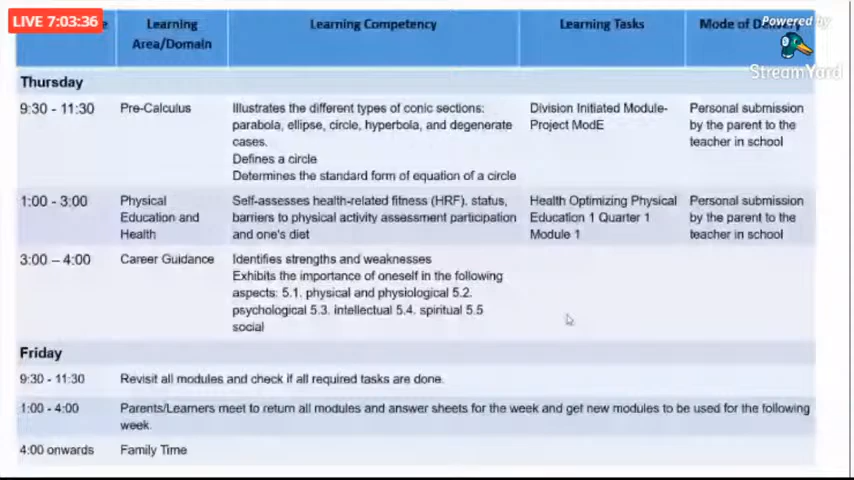 LIVE 7:03:36
Learning Area/Domain
Learning Competency
Learning Tasks
Mode of Delivery
Powered by
StreamYard
Thursday
9:30 - 11:30
Pre-Calculus
Illustrates the different types of conic sections:
parabola, ellipse, circle, hyperbola, and degenerate
cases.
Defines a circle
Determines the standard form of equation of a circle
Division Initiated Module-
Project ModE
Personal submission
by the parent to the
teacher in school
1:00 - 3:00
Physical
Education and
Health
Self-assesses health-related fitness (HRF). status,
barriers to physical activity assessment participation
and one's diet
Health Optimizing Physical
Education 1 Quarter 1
Module 1
Personal submission
by the parent to the
teacher in school
3:00 – 4:00
Career Guidance
Identifies strengths and weaknesses
Exhibits the importance of oneself in the following
aspects: 5.1. physical and physiological 5.2.
psychological 5.3. intellectual 5.4. spiritual 5.5
social
Friday
9:30 - 11:30
Revisit all modules and check if all required tasks are done.
1:00 - 4:00
Parents/Learners meet to return all modules and answer sheets for the week and get new modules to be used for the following
week.
4:00 onwards
Family Time